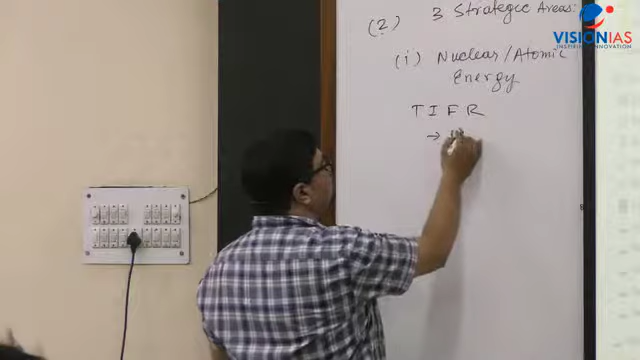 VISIONIAS
INSPIRING INNOVATION
(2) 3 Strategic Areas:
(i) Nuclear/Atomic
Energy
TIFR
→